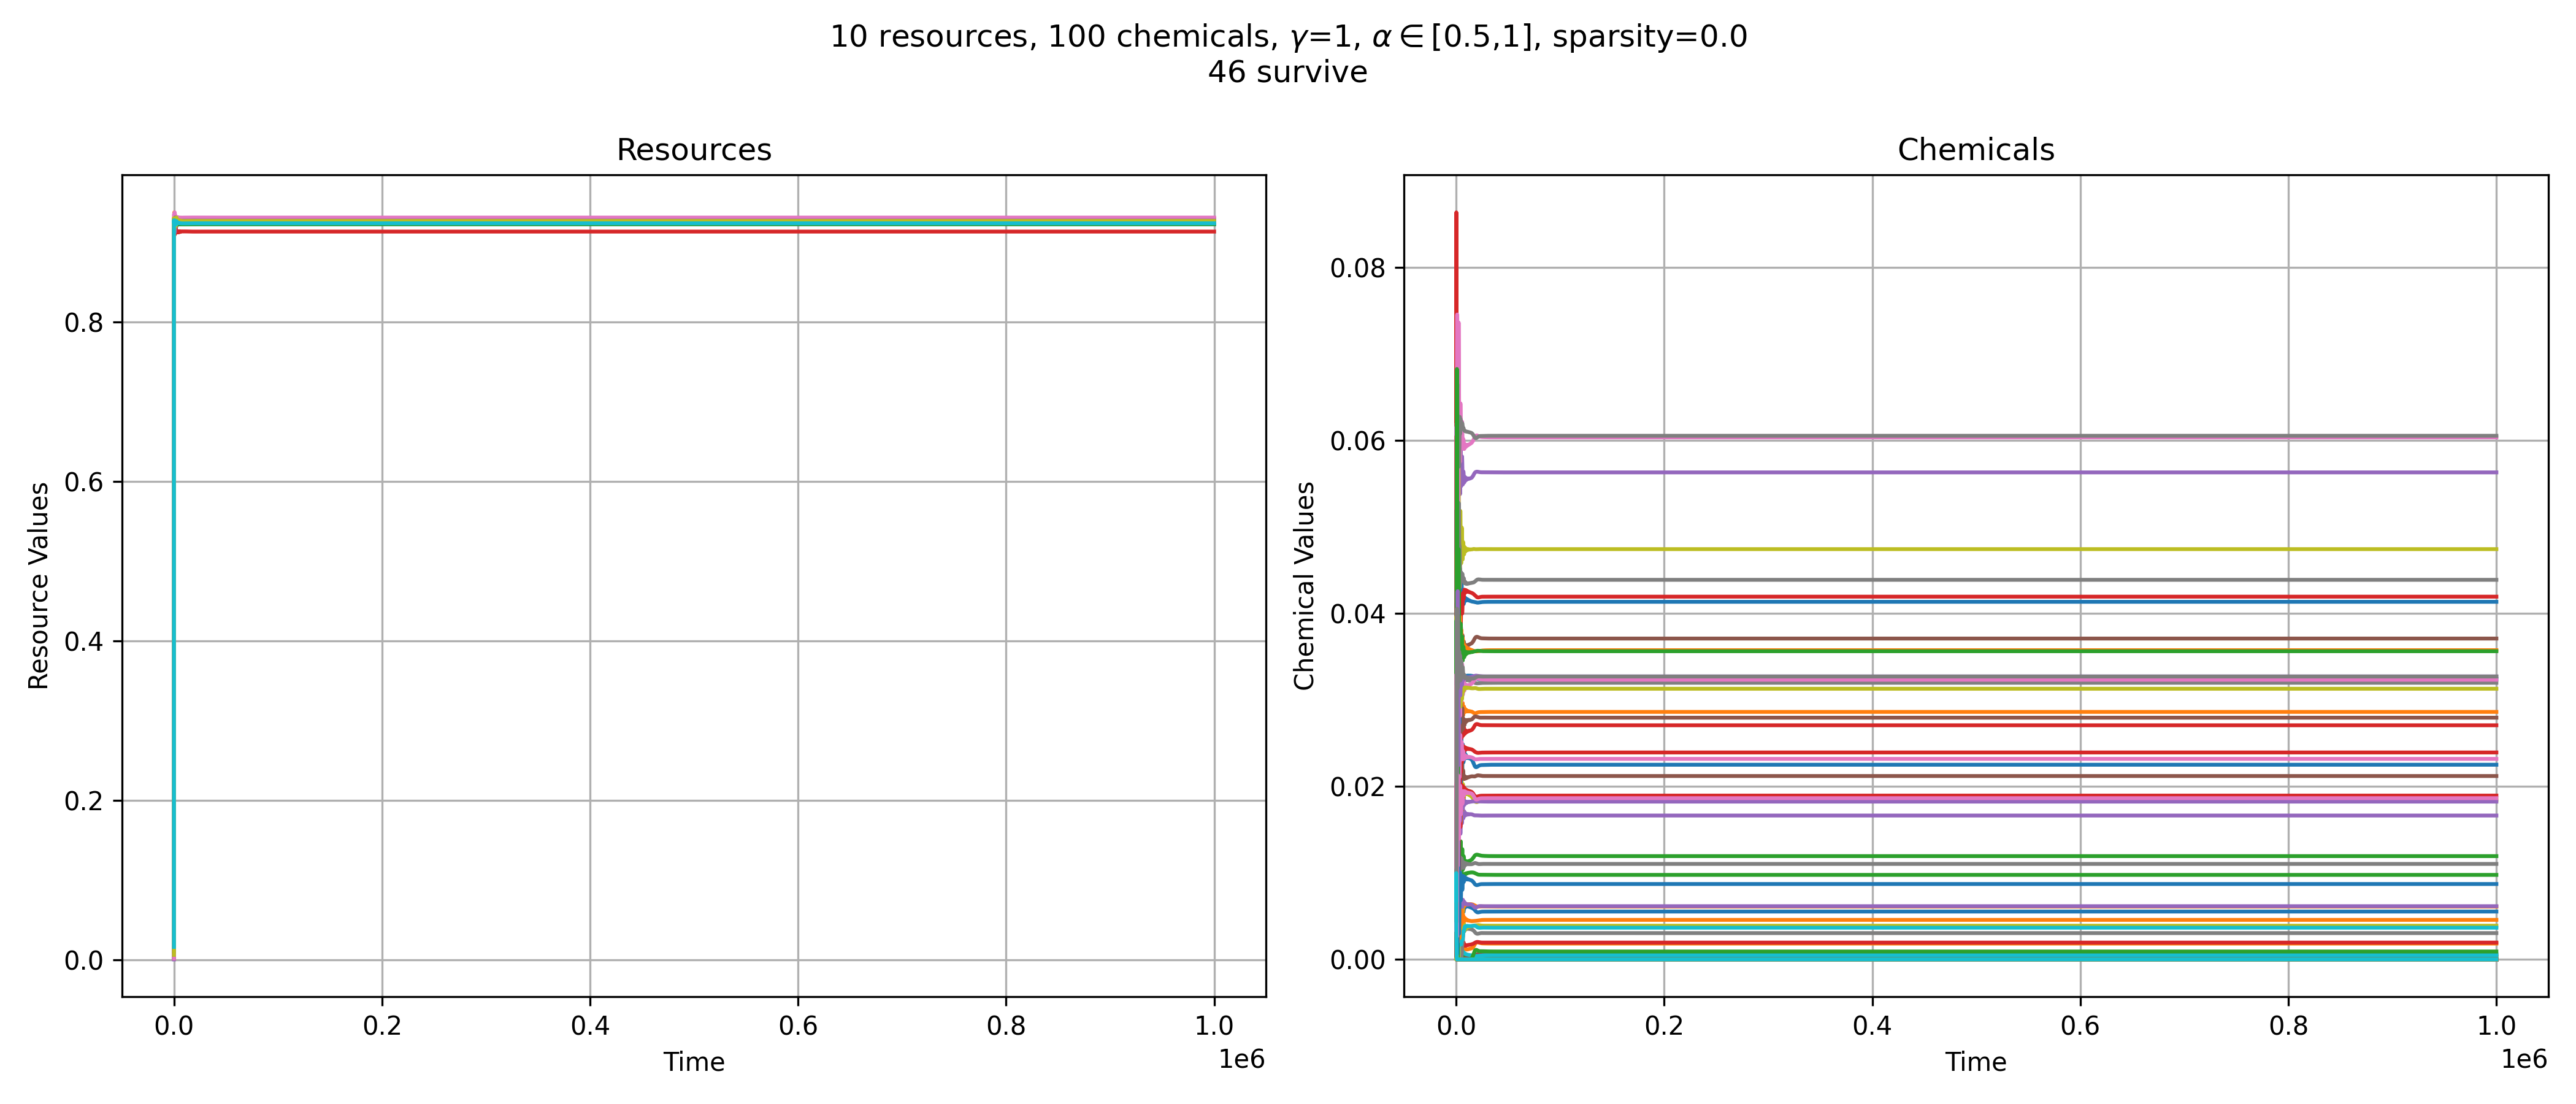 10 resources, 100 chemicals, γ=1, α∈[0.5,1], sparsity=0.0
46 survive
Resources
Resource Values
0.8
0.6
0.4
0.2
0.0
0.0 0.2 0.4 0.6 0.8 1.0
1e6
Time
Chemicals
Chemical Values
0.08
0.06
0.04
0.02
0.00
0.0 0.2 0.4 0.6 0.8 1.0
1e6
Time